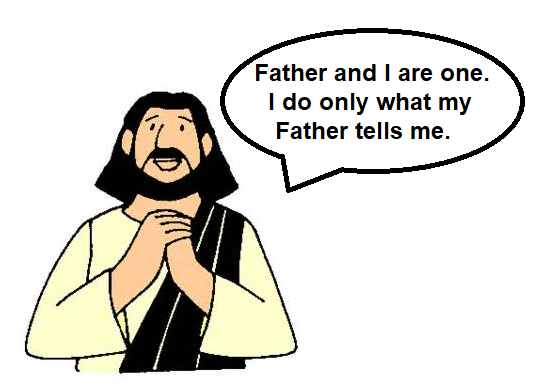 Father and I are one.
I do only what my
Father tells me.